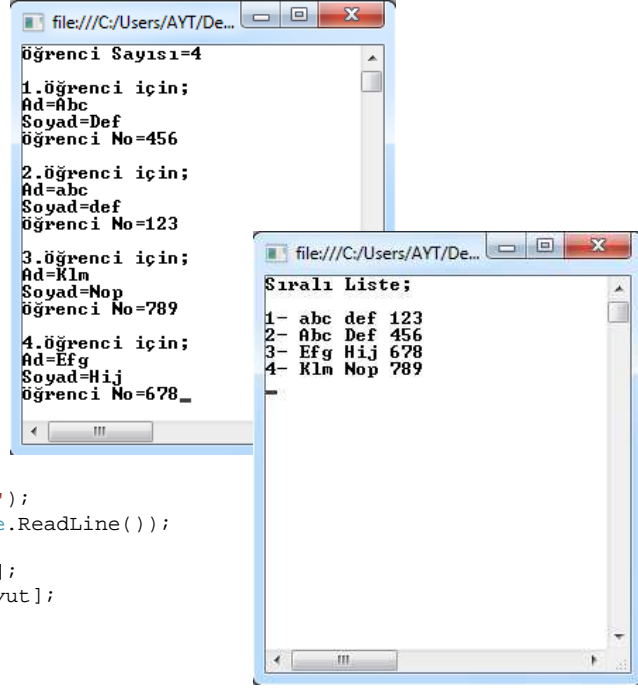 file:///C:/Users/AYT/De...
öğrenci Sayısı=4
1.öğrenci için;
Ad=Abc
Soyad=Def
öğrenci No=456
2.öğrenci için;
Ad=abc
Soyad=def
öğrenci No=123
3.öğrenci için;
Ad=Klm
Soyad=Nop
öğrenci No=789
4.öğrenci için;
Ad=Efg
Soyad=Hij
öğrenci No=678_
file:///C:/Users/AYT/De...
Sıralı Liste;
1- abc def 123
2- Abc Def 456
3- Efg Hij 678
4- Klm Nop 789
");
e.ReadLine());
];
yut];